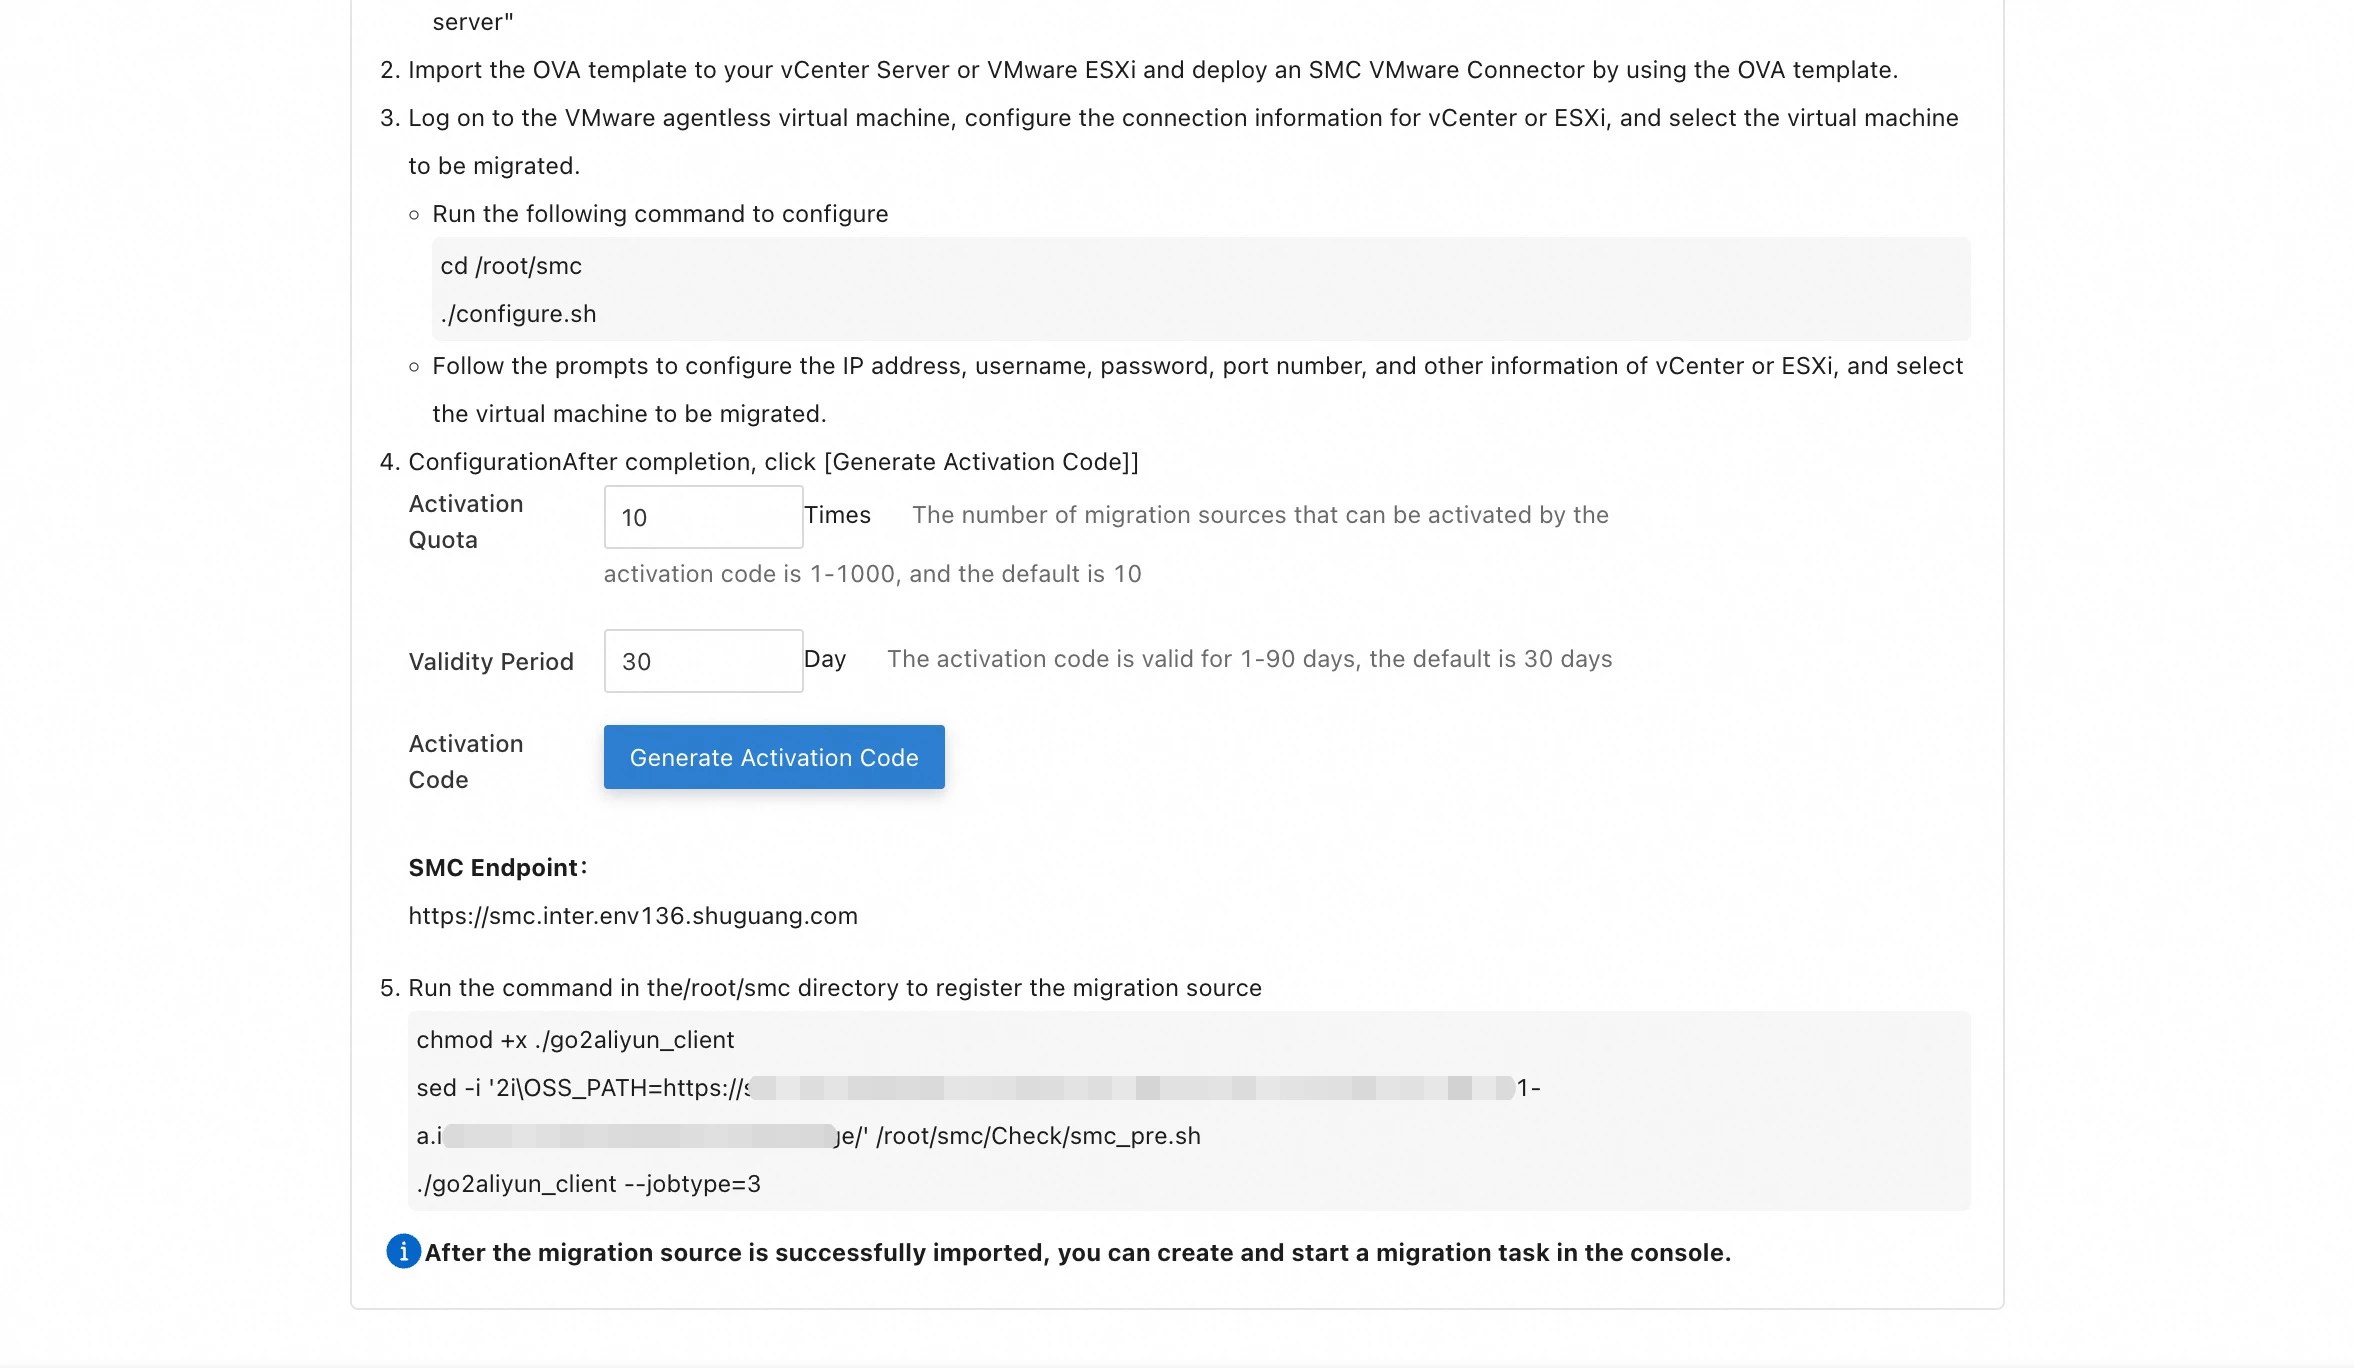 server"
2. Import the OVA template to your vCenter Server or VMware ESXi and deploy an SMC VMware Connector by using the OVA template.
3. Log on to the VMware agentless virtual machine, configure the connection information for vCenter or ESXi, and select the virtual machine
to be migrated.
Run the following command to configure
cd /root/smc
./configure.sh
Follow the prompts to configure the IP address, username, password, port number, and other information of vCenter or ESXi, and select
the virtual machine to be migrated.
4. ConfigurationAfter completion, click [Generate Activation Code]]
Activation
Quota
10 Times The number of migration sources that can be activated by the
activation code is 1-1000, and the default is 10
Validity Period 30 Day The activation code is valid for 1-90 days, the default is 30 days
Activation
Code
Generate Activation Code
SMC Endpoint:
https://smc.inter.env136.shuguang.com
5. Run the command in the/root/smc directory to register the migration source
chmod +x ./go2aliyun_client
sed -i '2i\OSS_PATH=https://s 1-
a.i ge/' /root/smc/Check/smc_pre.sh
./go2aliyun_client --jobtype=3
After the migration source is successfully imported, you can create and start a migration task in the console.